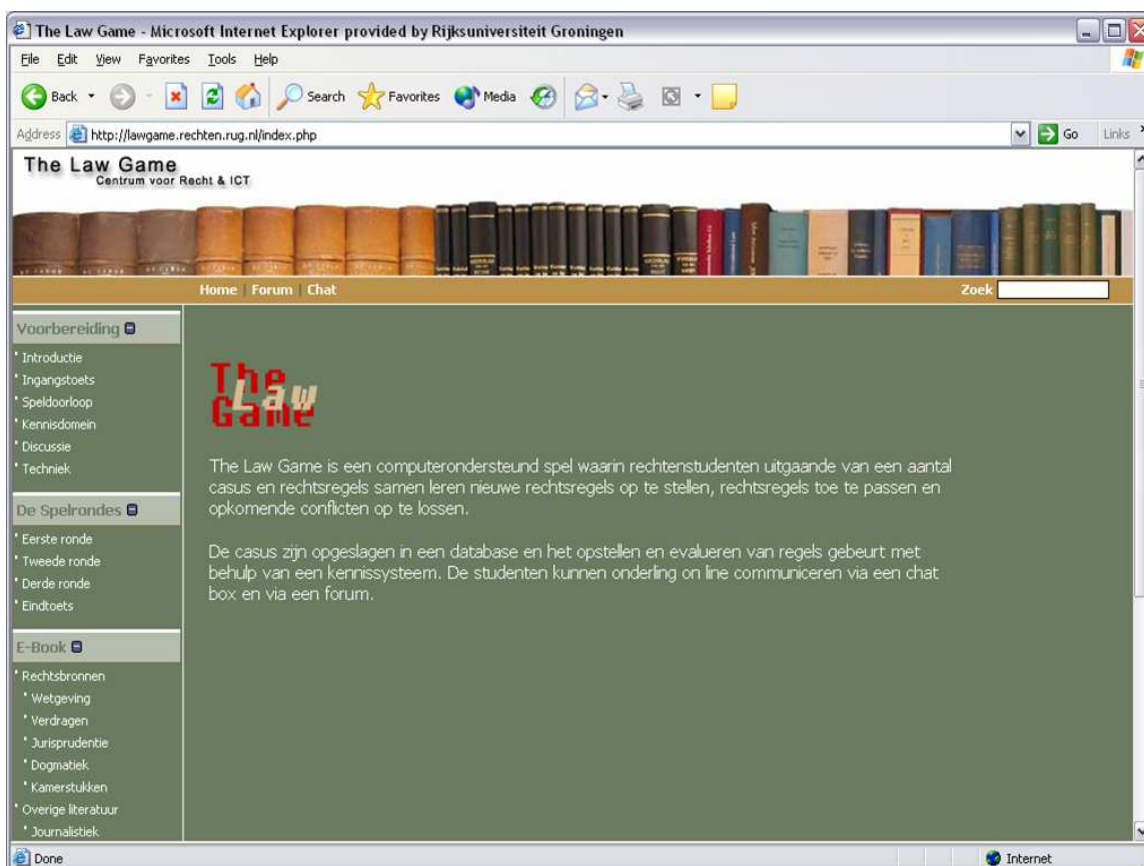 The Law Game - Microsoft Internet Explorer provided by Rijksuniversiteit Groningen
File Edit View Favorites Tools Help
Back Search Favorites Media
Address http://lawgame.rechten.rug.nl/index.php Go Links
The Law Game
Centrum voor Recht & ICT
Home | Forum | Chat Zoek
Voorbereiding
Introductie
Ingangstoets
Speldoorloop
Kennisdomein
Discussie
Techniek
De Spelrondes
Eerste ronde
Tweede ronde
Derde ronde
Eindtoets
E-Book
Rechtsbronnen
Wetgeving
Verdragen
Jurisprudentie
Dogmatiek
Kamerstukken
Overige literatuur
Journalistiek
The
Law
Game
The Law Game is een computerondersteund spel waarin rechtenstudenten uitgaande van een aantal
casus en rechtsregels samen leren nieuwe rechtsregels op te stellen, rechtsregels toe te passen en
opkomende conflicten op te lossen.
De casus zijn opgeslagen in een database en het opstellen en evalueren van regels gebeurt met
behulp van een kennissysteem. De studenten kunnen onderling on line communiceren via een chat
box en via een forum.
Done Internet